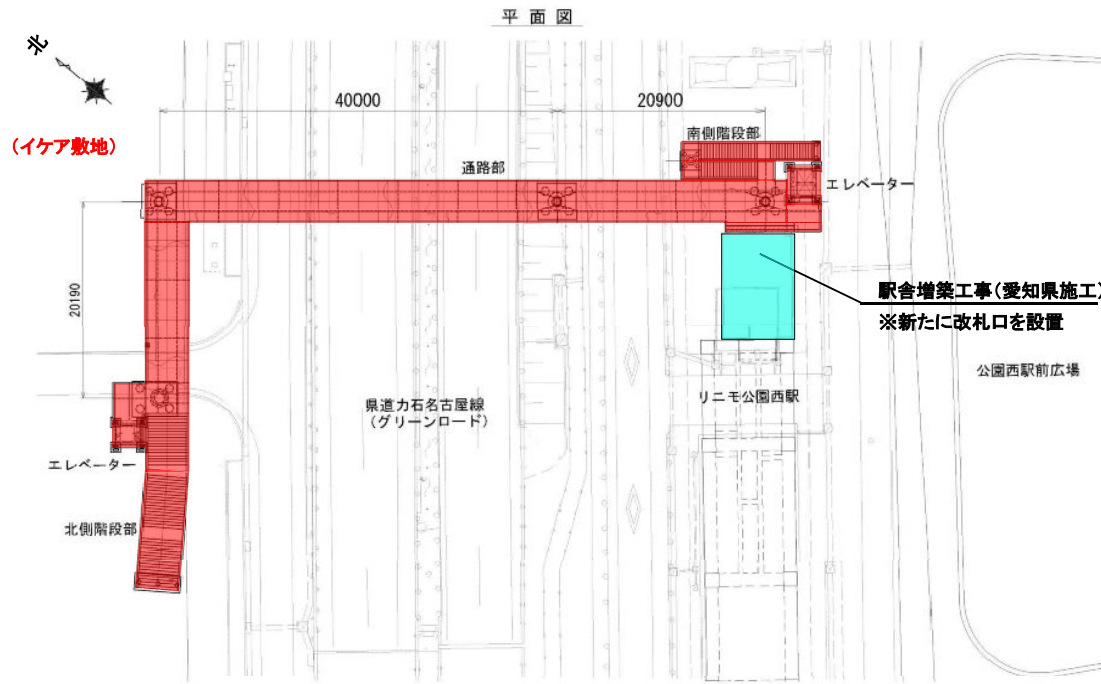 平面図
北
40000
20900
(イケア敷地)
南側階段部
通路部
エレベーター
20190
駅舎増築工事(愛知県施工)
※新たに改札口を設置
公園西駅前広場
リニモ公園西駅
県道力石名古屋線
(グリーンロード)
エレベーター
北側階段部